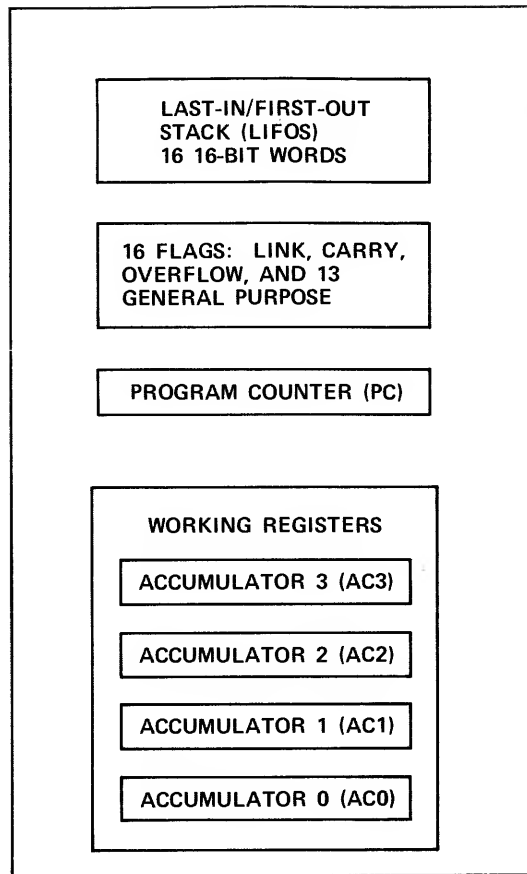 LAST-IN/FIRST-OUT
STACK (LIFOS)
16 16-BIT WORDS
16 FLAGS: LINK, CARRY,
OVERFLOW, AND 13
GENERAL PURPOSE
PROGRAM COUNTER (PC)
WORKING REGISTERS
ACCUMULATOR 3 (AC3)
ACCUMULATOR 2 (AC2)
ACCUMULATOR 1 (AC1)
ACCUMULATOR 0 (AC0)